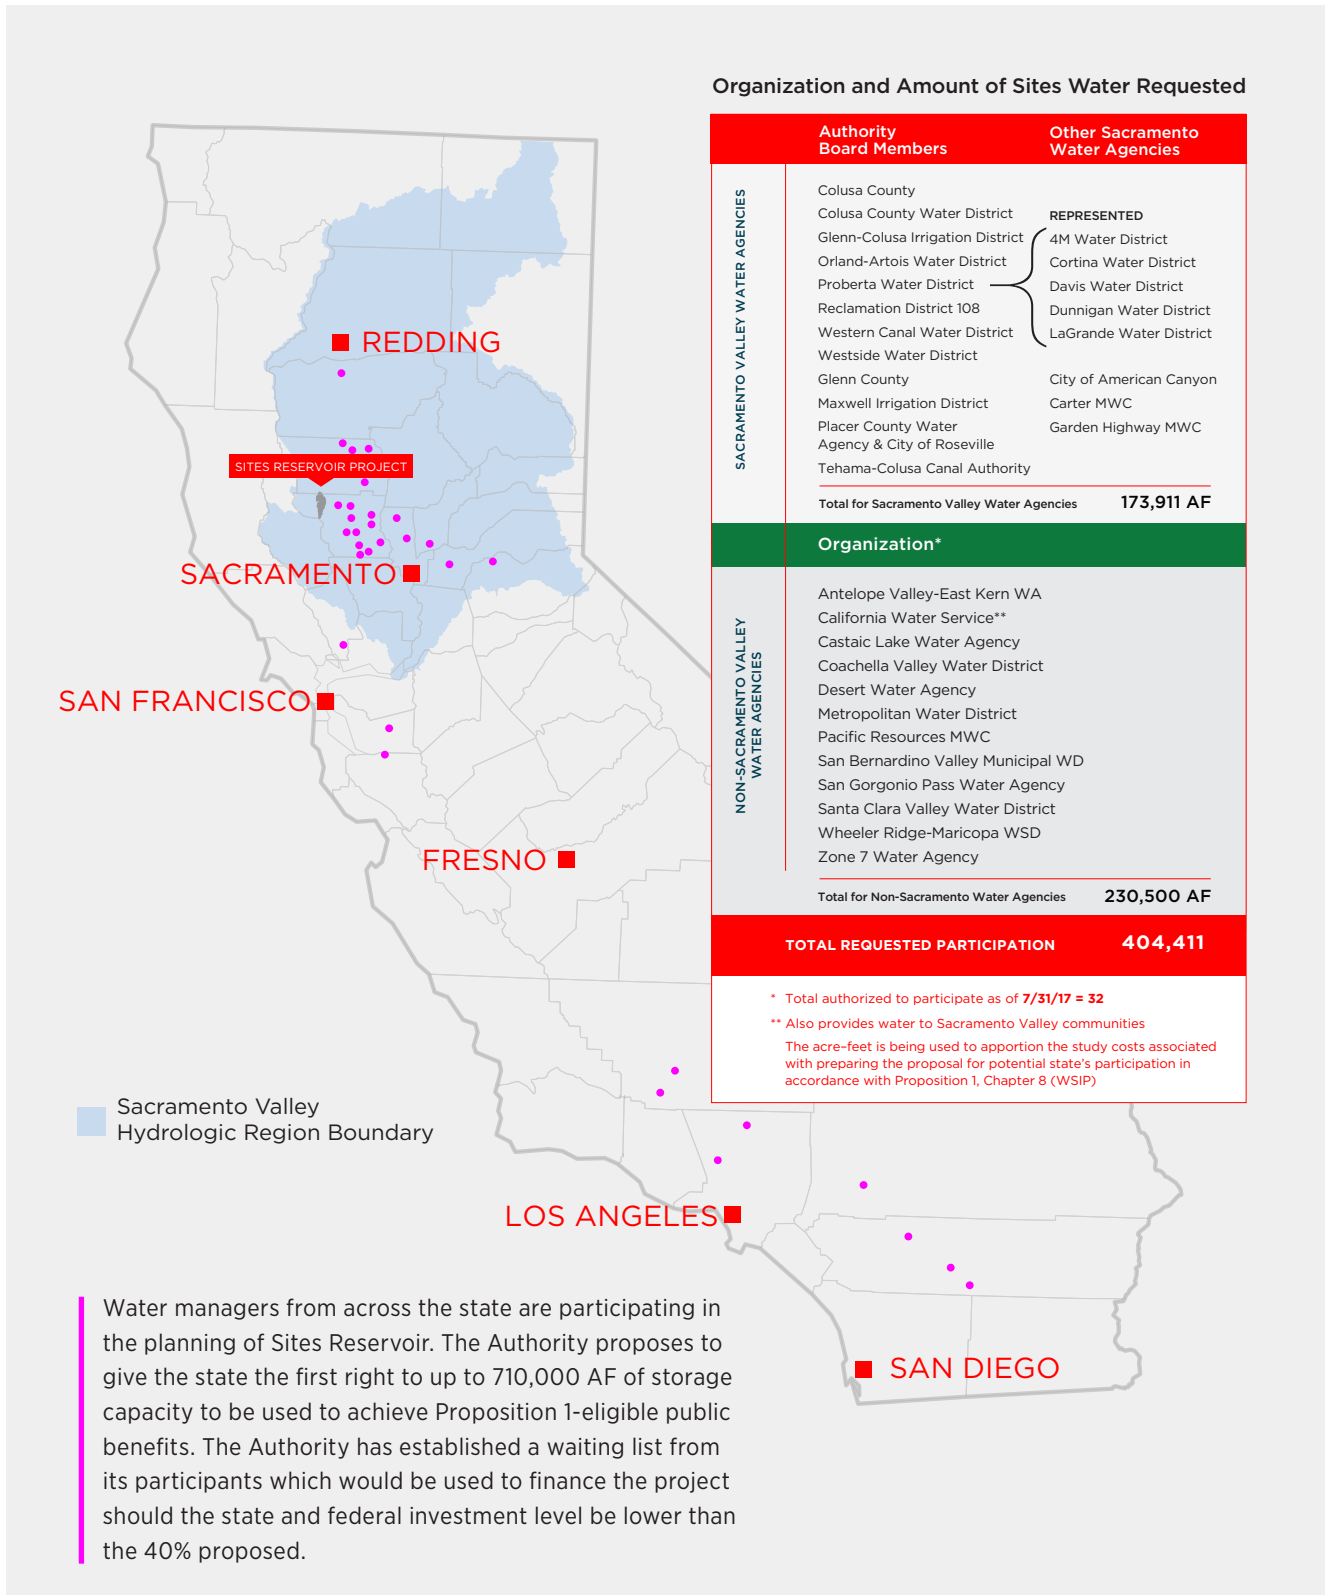 Organization and Amount of Sites Water Requested
Authority
Board Members
Other Sacramento
Water Agencies
SACRAMENTO VALLEY WATER AGENCIES
Colusa County
Colusa County Water District
Glenn-Colusa Irrigation District
Orland-Artois Water District
Proberta Water District
Reclamation District 108
Western Canal Water District
Westside Water District
Glenn County
Maxwell Irrigation District
Placer County Water
Agency & City of Roseville
Tehama-Colusa Canal Authority
REPRESENTED
4M Water District
Cortina Water District
Davis Water District
Dunnigan Water District
LaGrande Water District
City of American Canyon
Carter MWC
Garden Highway MWC
Total for Sacramento Valley Water Agencies 173,911 AF
Organization*
NON-SACRAMENTO VALLEY
WATER AGENCIES
Antelope Valley-East Kern WA
California Water Service**
Castaic Lake Water Agency
Coachella Valley Water District
Desert Water Agency
Metropolitan Water District
Pacific Resources MWC
San Bernardino Valley Municipal WD
San Gorgonio Pass Water Agency
Santa Clara Valley Water District
Wheeler Ridge-Maricopa WSD
Zone 7 Water Agency
Total for Non-Sacramento Water Agencies 230,500 AF
TOTAL REQUESTED PARTICIPATION 404,411
* Total authorized to participate as of 7/31/17 = 32
** Also provides water to Sacramento Valley communities
The acre–feet is being used to apportion the study costs associated
with preparing the proposal for potential state's participation in
accordance with Proposition 1, Chapter 8 (WSIP)
REDDING
SITES RESERVOIR PROJECT
SACRAMENTO
SAN FRANCISCO
FRESNO
LOS ANGELES
SAN DIEGO
Sacramento Valley
Hydrologic Region Boundary
Water managers from across the state are participating in
the planning of Sites Reservoir. The Authority proposes to
give the state the first right to up to 710,000 AF of storage
capacity to be used to achieve Proposition 1-eligible public
benefits. The Authority has established a waiting list from
its participants which would be used to finance the project
should the state and federal investment level be lower than
the 40% proposed.